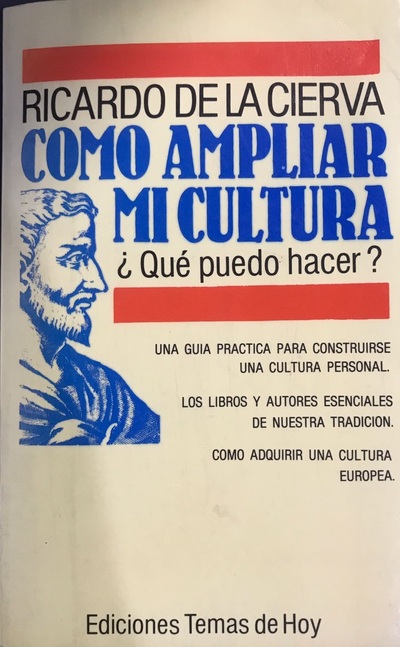 RICARDO DE LA CIERVA
COMO AMPLIAR
MI CULTURA
¿Qué puedo hacer?
UNA GUIA PRACTICA PARA CONSTRUIRSE
UNA CULTURA PERSONAL.
LOS LIBROS Y AUTORES ESENCIALES
DE NUESTRA TRADICION.
COMO ADQUIRIR UNA CULTURA
EUROPEA.
Ediciones Temas de Hoy